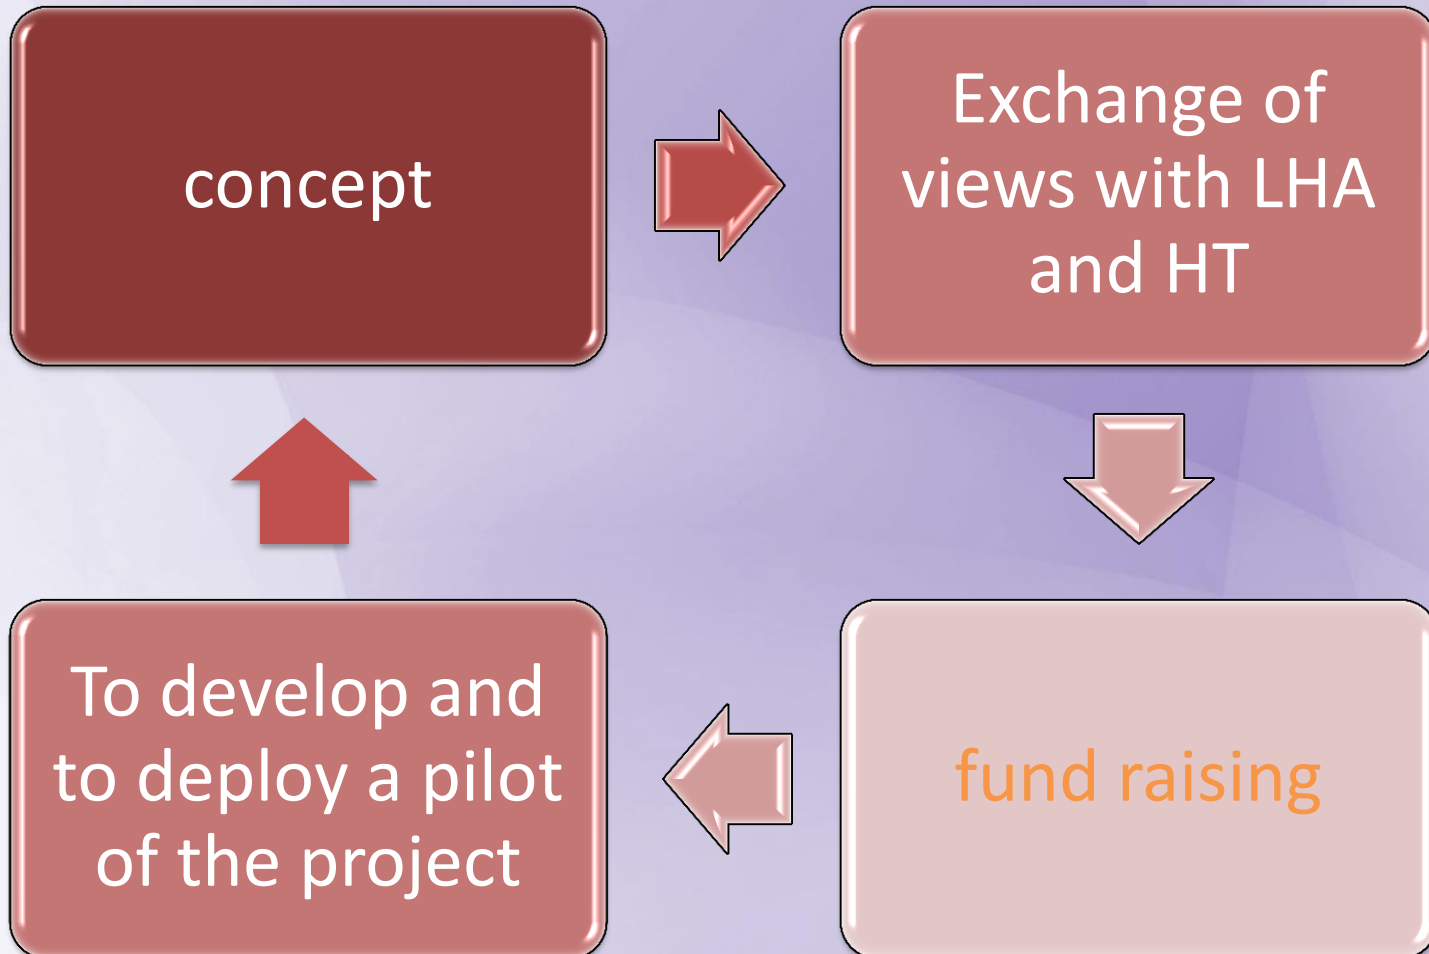 concept
Exchange of
views with LHA
and HT
To develop and
to deploy a pilot
of the project
fund raising